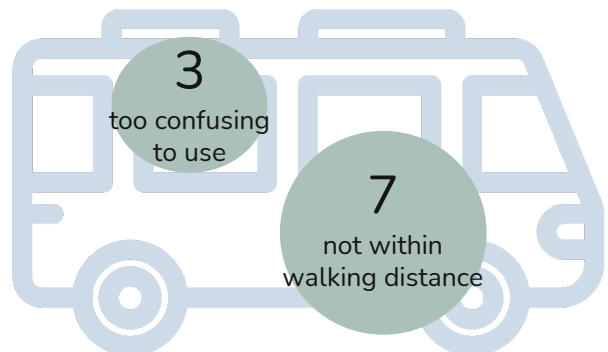 3
too confusing
to use
7
not within
walking distance